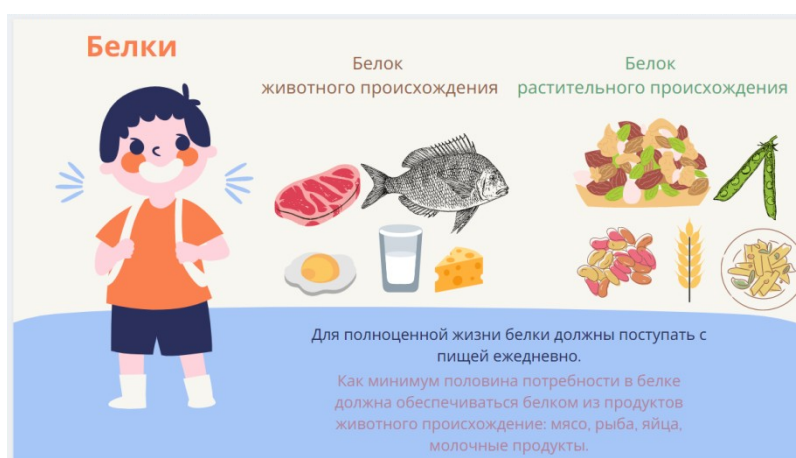 Белки
Белок
животного происхождения
Белок
растительного происхождения
Для полноценной жизни белки должны поступать с
пищей ежедневно.
Как минимум половина потребности в белке
должна обеспечиваться белком из продуктов
животного происхождение: мясо, рыба, яйца,
молочные продукты.